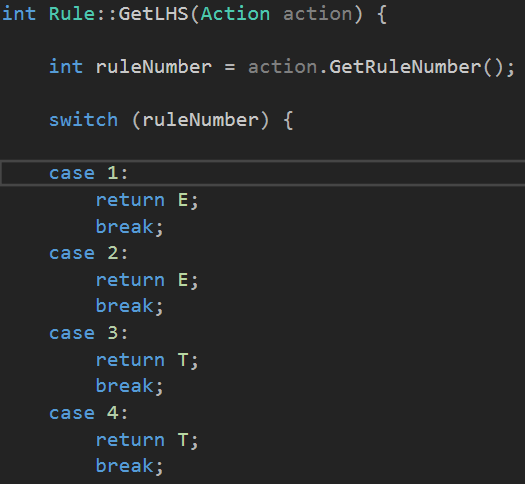 int Rule::GetLHS(Action action) {
int ruleNumber = action.GetRuleNumber();
switch (ruleNumber) {
case 1:
return E;
break;
case 2:
return E;
break;
case 3:
return T;
break;
case 4:
return T;
break;